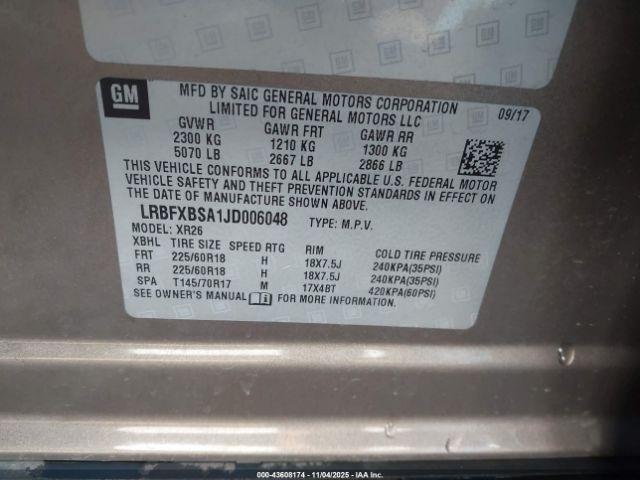 GM
MFD BY SAIC GENERAL MOTORS CORPORATION
LIMITED FOR GENERAL MOTORS LLC
09/17
GVWR GAWR FRT GAWR RR
2300 KG 1210 KG 1300 KG
5070 LB 2667 LB 2866 LB
THIS VEHICLE CONFORMS TO ALL APPLICABLE U.S. FEDERAL MOTOR
VEHICLE SAFETY AND THEFT PREVENTION STANDARDS IN EFFECT ON
THE DATE OF MANUFACTURE SHOWN ABOVE.
LRBFXBSA1JD006048 TYPE: M.P.V.
MODEL: XR26
XBHL TIRE SIZE SPEED RTG RIM COLD TIRE PRESSURE
FRT 225/60R18 H 18X7.5J 240KPA(35PSI)
RR 225/60R18 H 18X7.5J 240KPA(35PSI)
SPA T145/70R17 M 17X4BT 420KPA(60PSI)
SEE OWNER'S MANUAL FOR MORE INFORMATION.
000-43608174 - 11/04/2025 - IAA Inc.